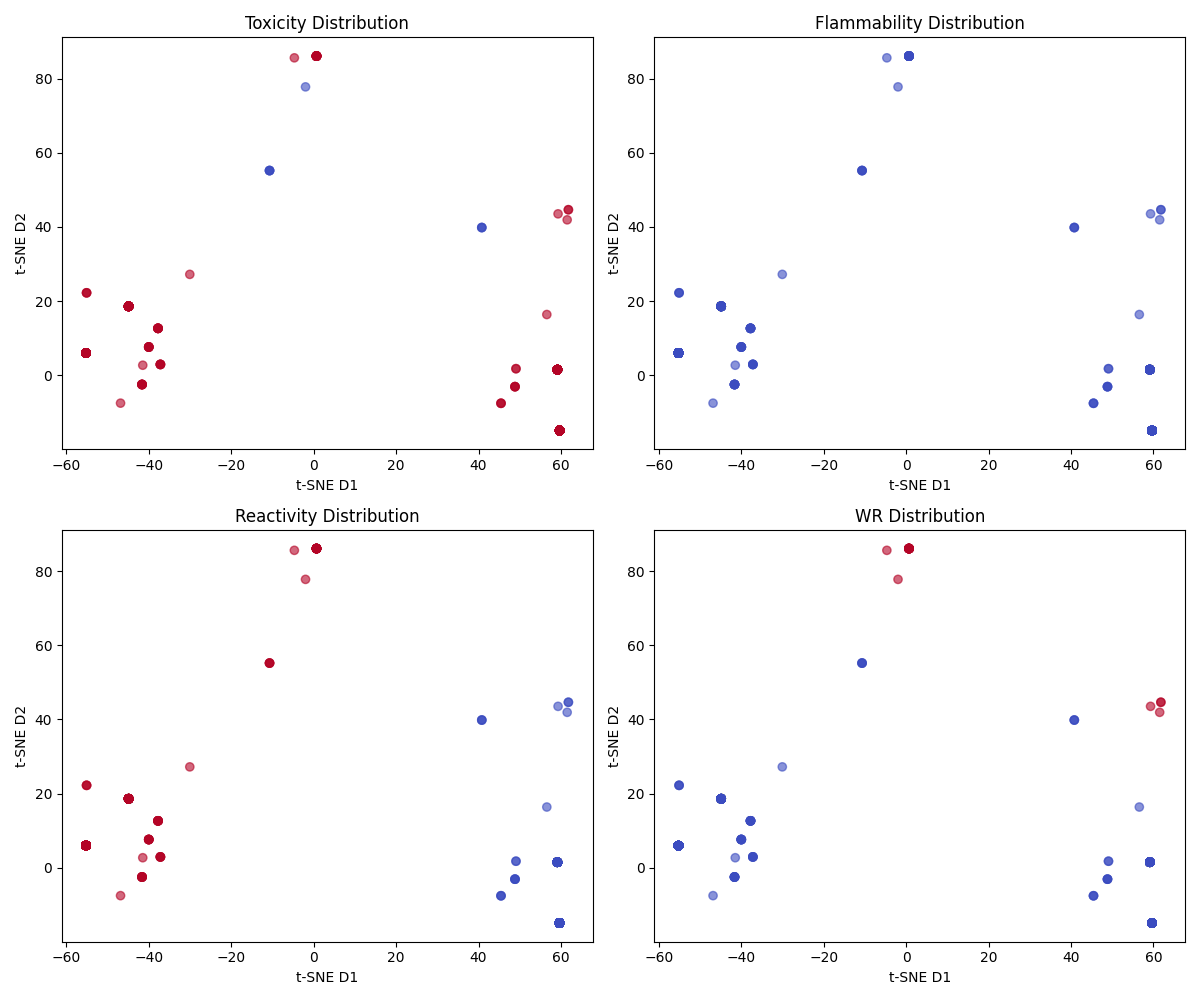 Toxicity Distribution
80
60
40
20
0
−60 −40 −20 0 20 40 60
t-SNE D1
t-SNE D2
Flammability Distribution
80
60
40
20
0
−60 −40 −20 0 20 40 60
t-SNE D1
t-SNE D2
Reactivity Distribution
80
60
40
20
0
−60 −40 −20 0 20 40 60
t-SNE D1
t-SNE D2
WR Distribution
80
60
40
20
0
−60 −40 −20 0 20 40 60
t-SNE D1
t-SNE D2